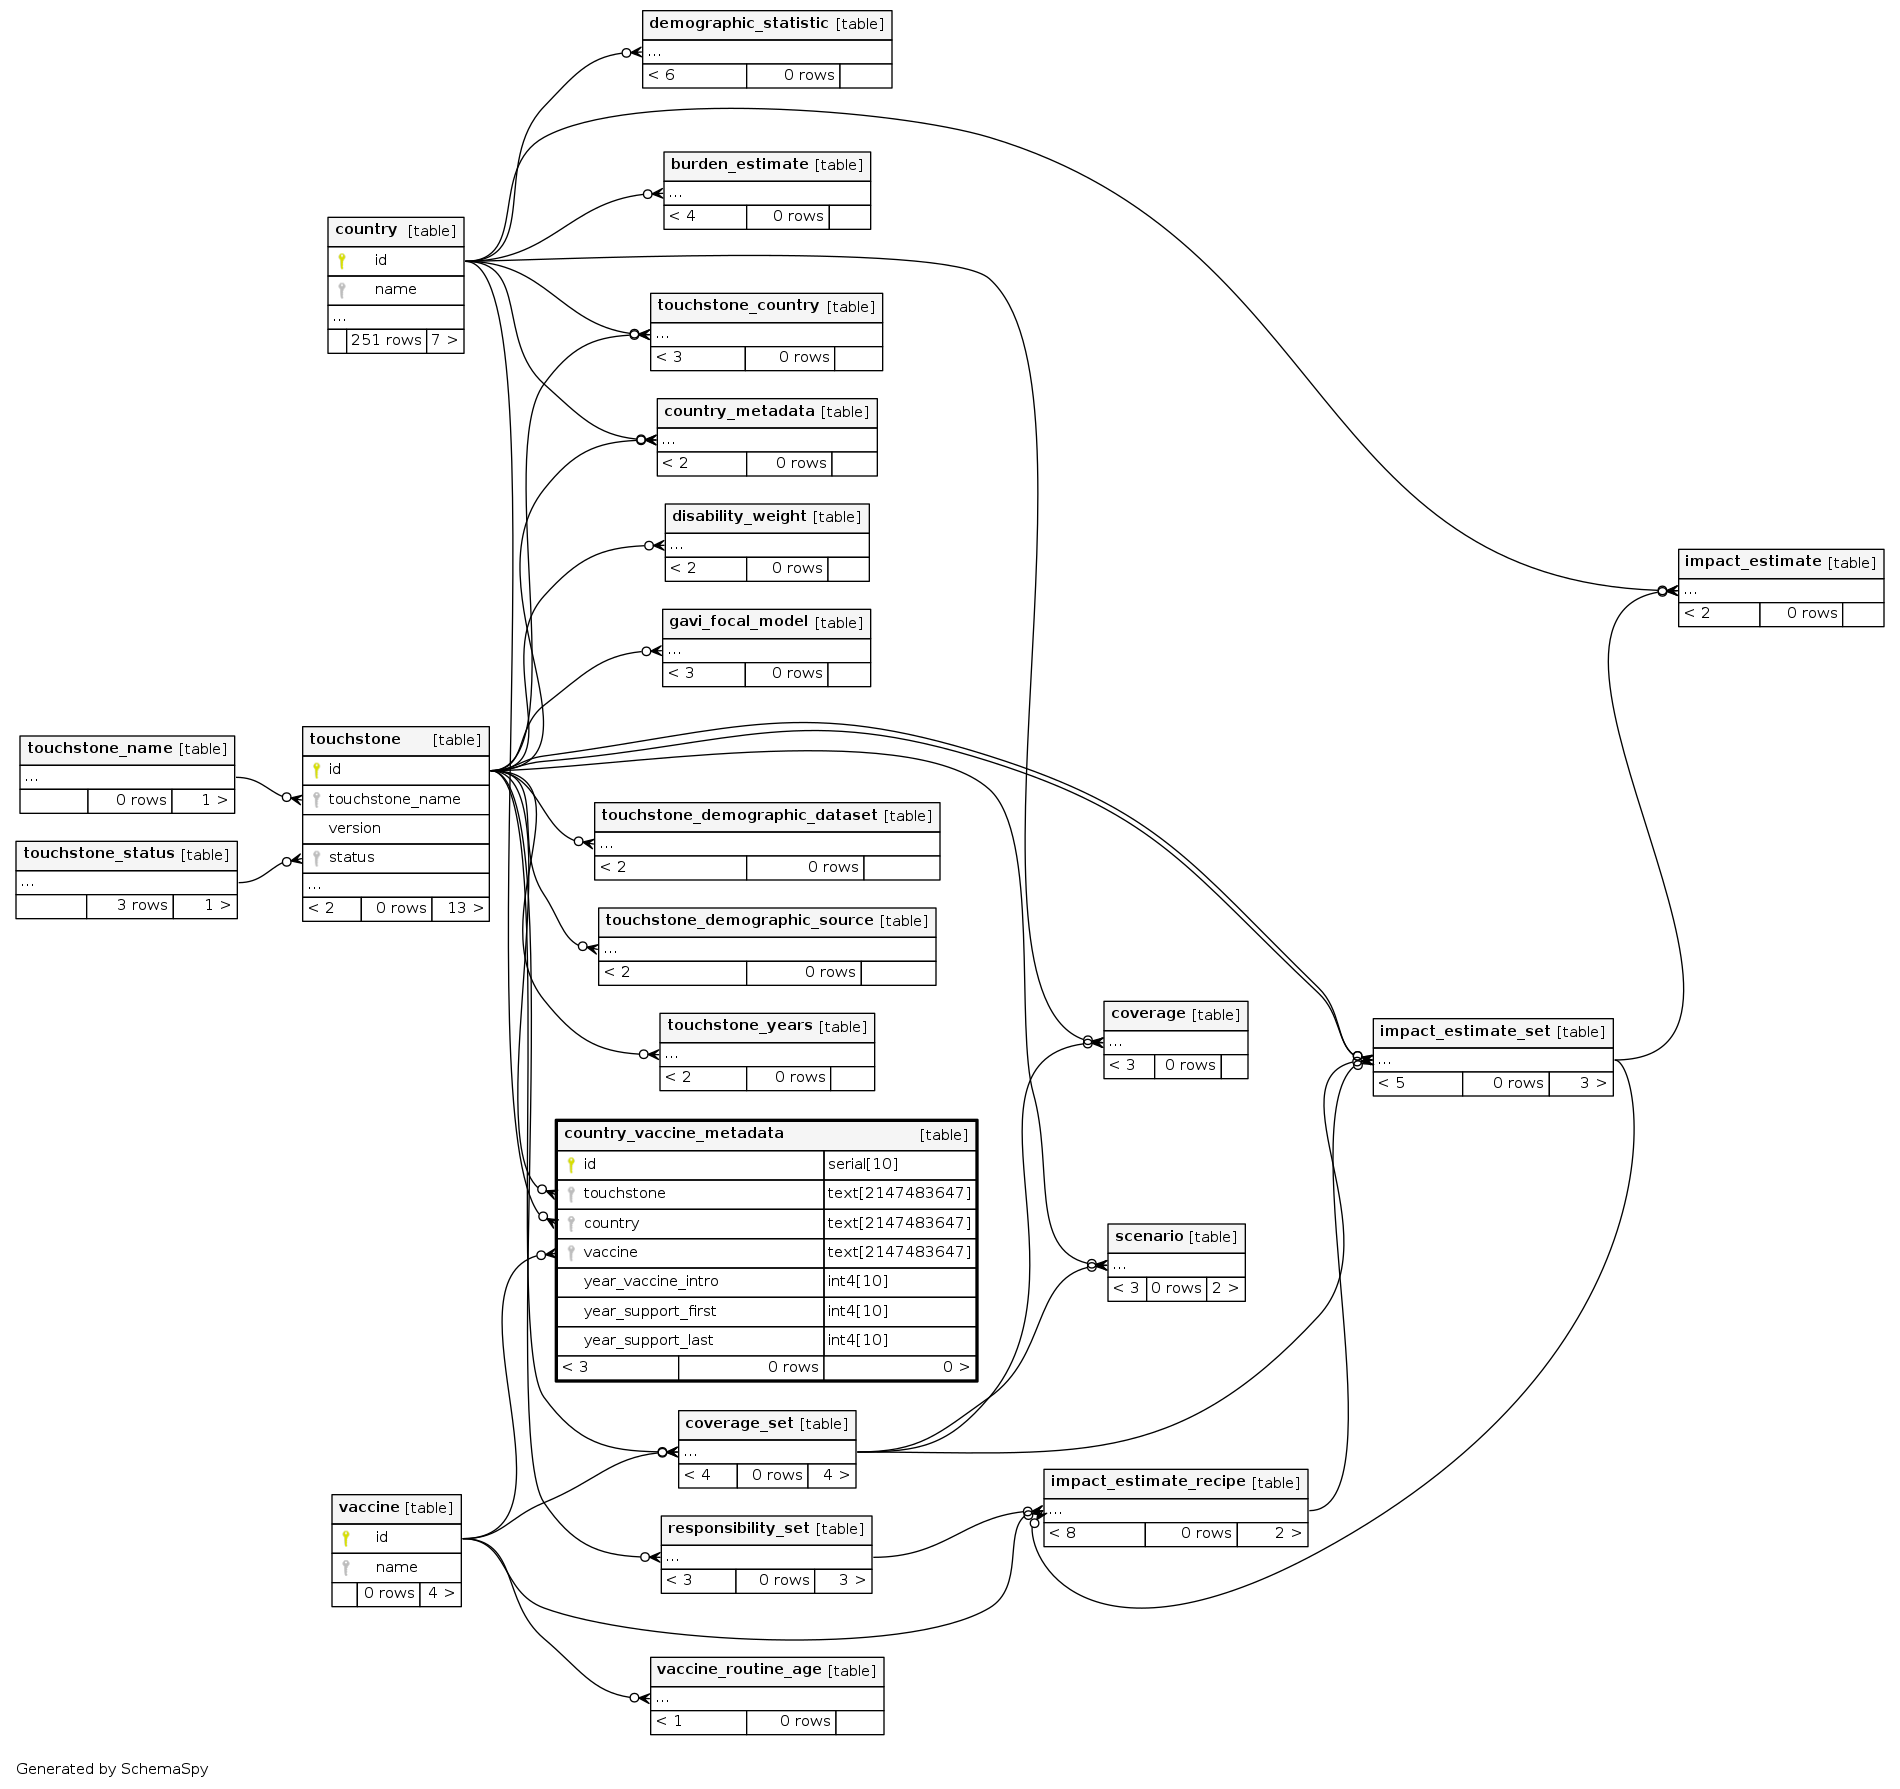 demographic_statistic [table]
...
< 6 0 rows
burden_estimate [table]
...
< 4 0 rows
country [table]
id
name
...
251 rows 7 >
touchstone_country [table]
...
< 3 0 rows
country_metadata [table]
...
< 2 0 rows
disability_weight [table]
...
< 2 0 rows
impact_estimate [table]
...
< 2 0 rows
gavi_focal_model [table]
...
< 3 0 rows
touchstone_name [table]
...
0 rows 1 >
touchstone_status [table]
...
3 rows 1 >
touchstone [table]
id
touchstone_name
version
status
...
< 2 0 rows 13 >
touchstone_demographic_dataset [table]
...
< 2 0 rows
touchstone_demographic_source [table]
...
< 2 0 rows
touchstone_years [table]
...
< 2 0 rows
coverage [table]
...
< 3 0 rows
impact_estimate_set [table]
...
< 5 0 rows 3 >
country_vaccine_metadata [table]
id serial[10]
touchstone text[2147483647]
country text[2147483647]
vaccine text[2147483647]
year_vaccine_intro int4[10]
year_support_first int4[10]
year_support_last int4[10]
< 3 0 rows 0 >
scenario [table]
...
< 3 0 rows 2 >
coverage_set [table]
...
< 4 0 rows 4 >
impact_estimate_recipe [table]
...
< 8 0 rows 2 >
vaccine [table]
id
name
0 rows 4 >
responsibility_set [table]
...
< 3 0 rows 3 >
vaccine_routine_age [table]
...
< 1 0 rows
Generated by SchemaSpy